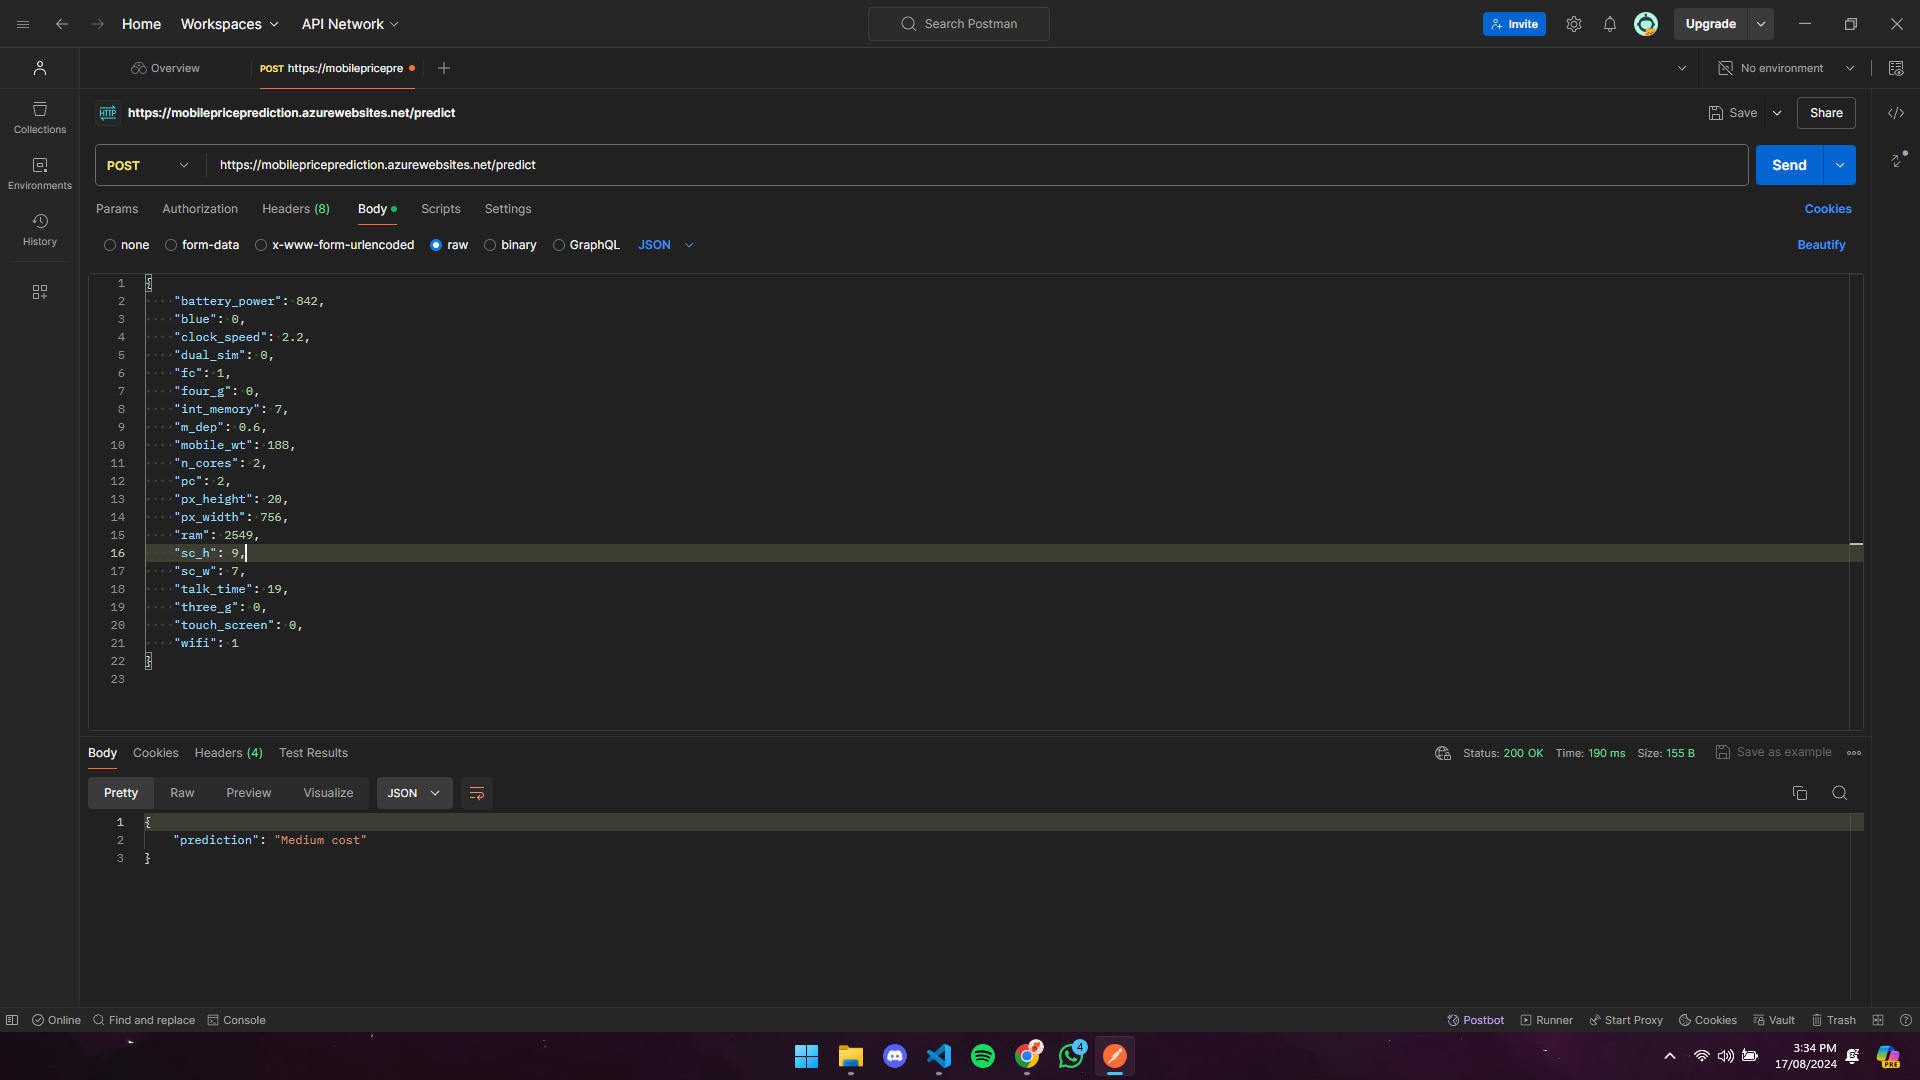 Home Workspaces API Network Search Postman Invite Upgrade
Overview POST https://mobilepricepre No environment
HTTP https://mobilepriceprediction.azurewebsites.net/predict Save Share
Collections
POST https://mobilepriceprediction.azurewebsites.net/predict Send
Environments
Params Authorization Headers (8) Body Scripts Settings Cookies
History
none form-data x-www-form-urlencoded raw binary GraphQL JSON Beautify
1 {
2 "battery_power": 842,
3 "blue": 0,
4 "clock_speed": 2.2,
5 "dual_sim": 0,
6 "fc": 1,
7 "four_g": 0,
8 "int_memory": 7,
9 "m_dep": 0.6,
10 "mobile_wt": 188,
11 "n_cores": 2,
12 "pc": 2,
13 "px_height": 20,
14 "px_width": 756,
15 "ram": 2549,
16 "sc_h": 9,
17 "sc_w": 7,
18 "talk_time": 19,
19 "three_g": 0,
20 "touch_screen": 0,
21 "wifi": 1
22 }
23
Body Cookies Headers (4) Test Results Status: 200 OK Time: 190 ms Size: 155 B Save as example
Pretty Raw Preview Visualize JSON
1 {
2 "prediction": "Medium cost"
3 }
Online Find and replace Console Postbot Runner Start Proxy Cookies Vault Trash
4 3:34 PM
17/08/2024 PRE